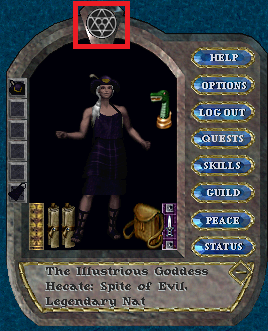 HELP
OPTIONS
LOG OUT
QUESTS
SKILLS
GUILD
PEACE
STATUS
The Illustrious Goddess
Hecate: Spite of Evil,
Legendary Nat